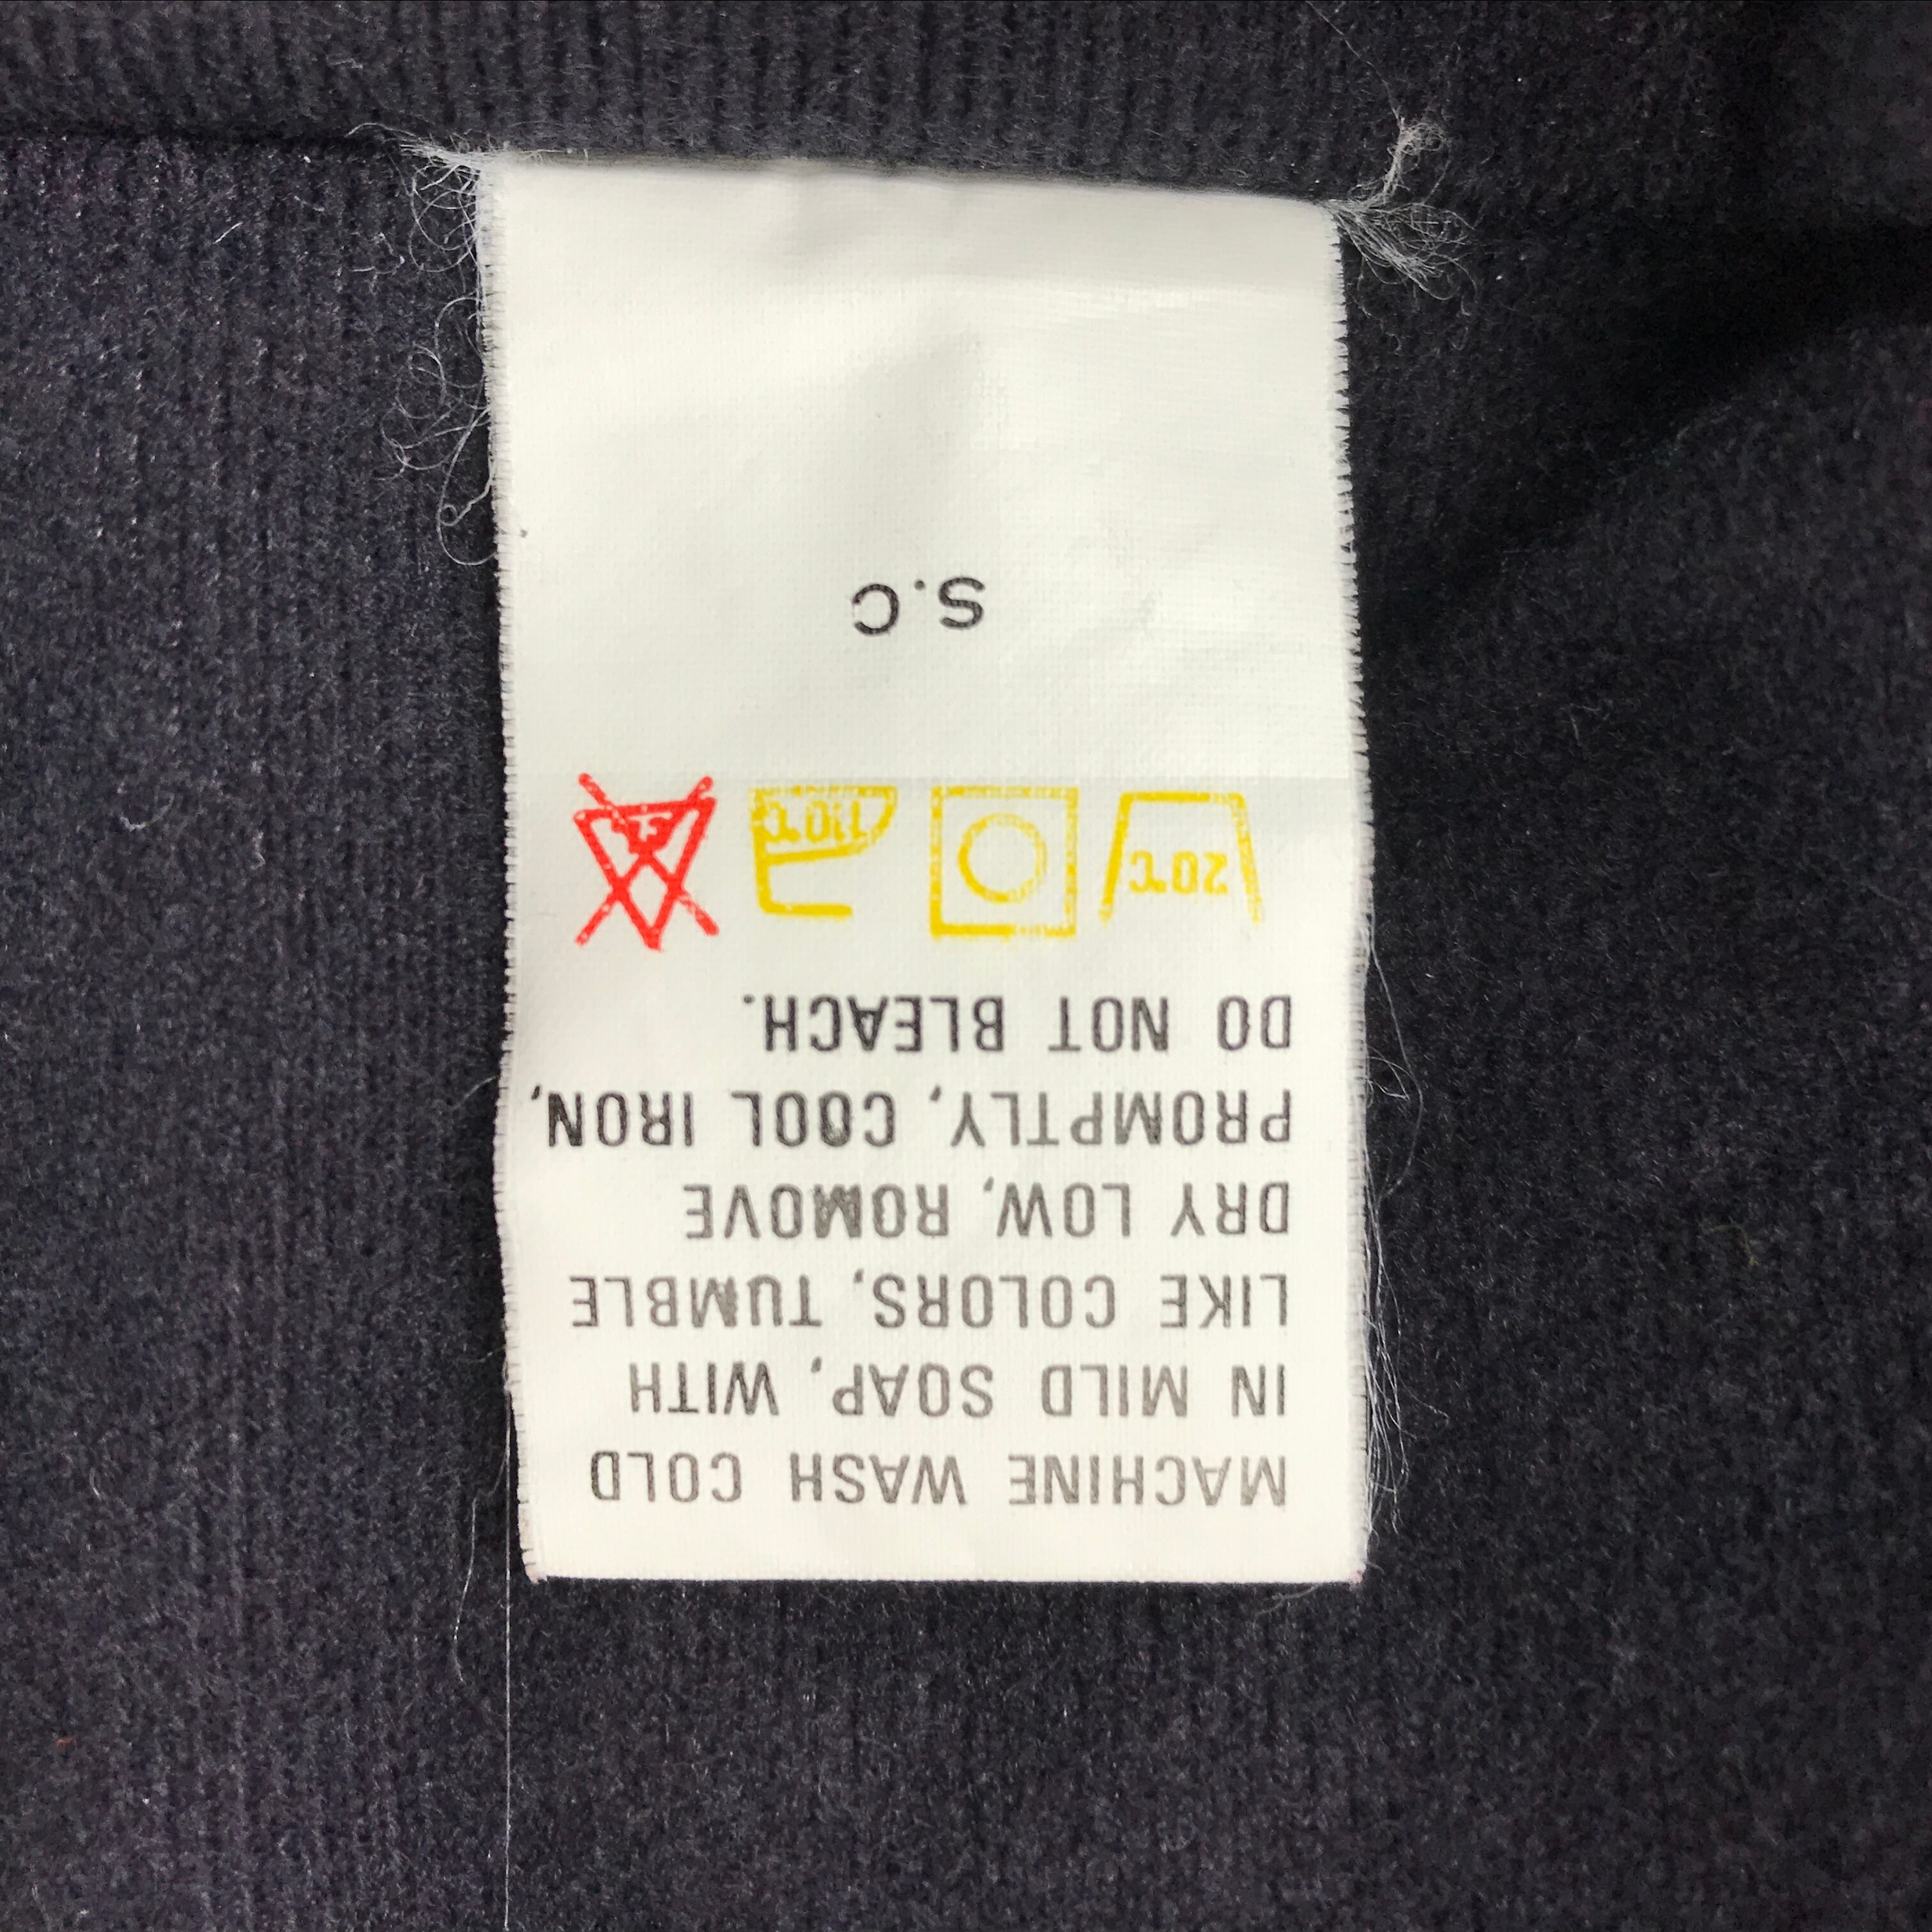 MACHINE WASH COLD
IN MILD SOAP, WITH
LIKE COLORS, TUMBLE
DRY LOW, ROMOVE
PROMPTLY, COOL IRON,
DO NOT BLEACH.
20℃ 110℃
S.C